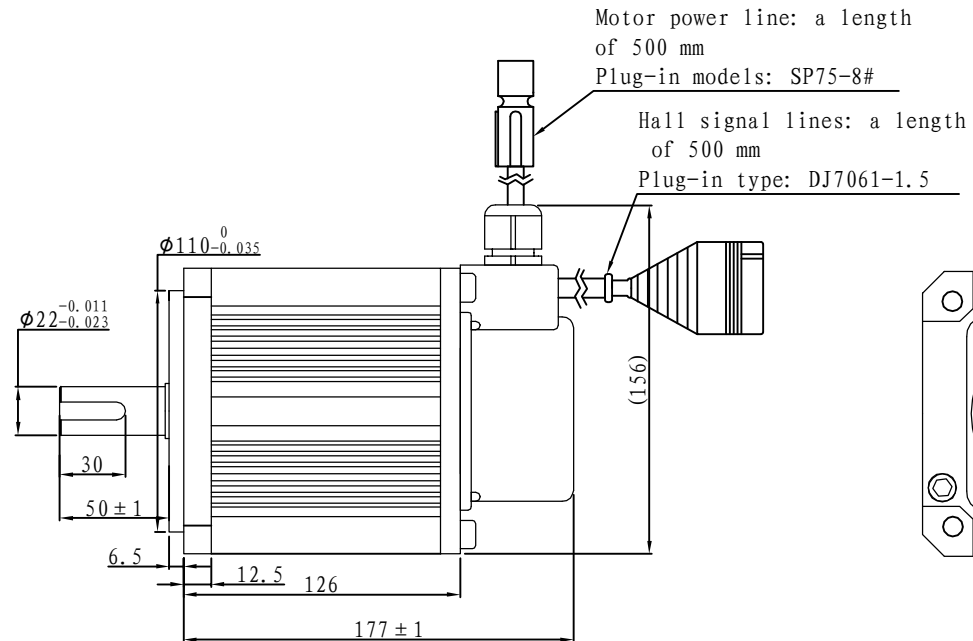 Motor power line: a length
of 500 mm
Plug-in models: SP75-8#
Hall signal lines: a length
of 500 mm
Plug-in type: DJ7061-1.5
ϕ110 0 -0.035
ϕ22 -0.011 -0.023
(156)
30
50±1
6.5
12.5
126
177±1